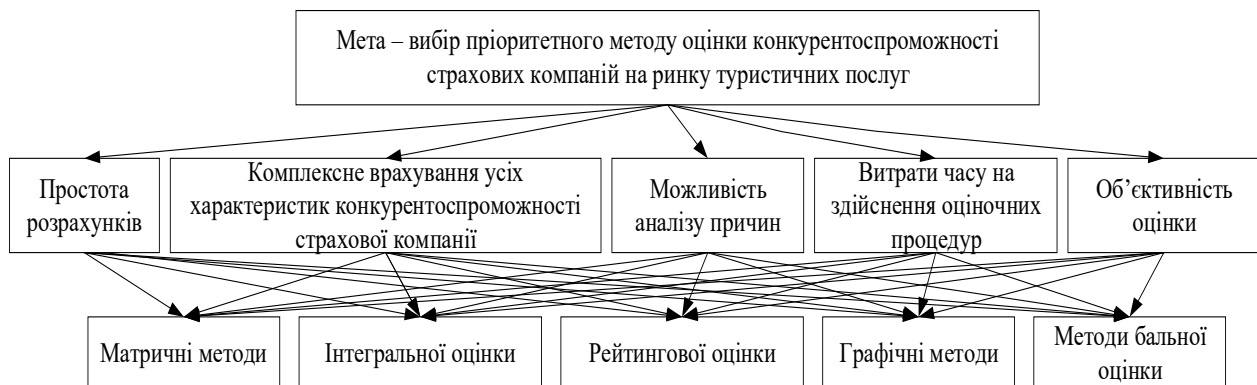 Мета – вибір пріоритетного методу оцінки конкурентоспроможності
страхових компаній на ринку туристичних послуг
Простота
розрахунків
Комплексне врахування усіх
характеристик конкурентоспроможності
страхової компанії
Можливість
аналізу причин
Витрати часу на
здійснення оціночних
процедур
Об’єктивність
оцінки
Матричні методи
Інтегральної оцінки
Рейтингової оцінки
Графічні методи
Методи бальної
оцінки